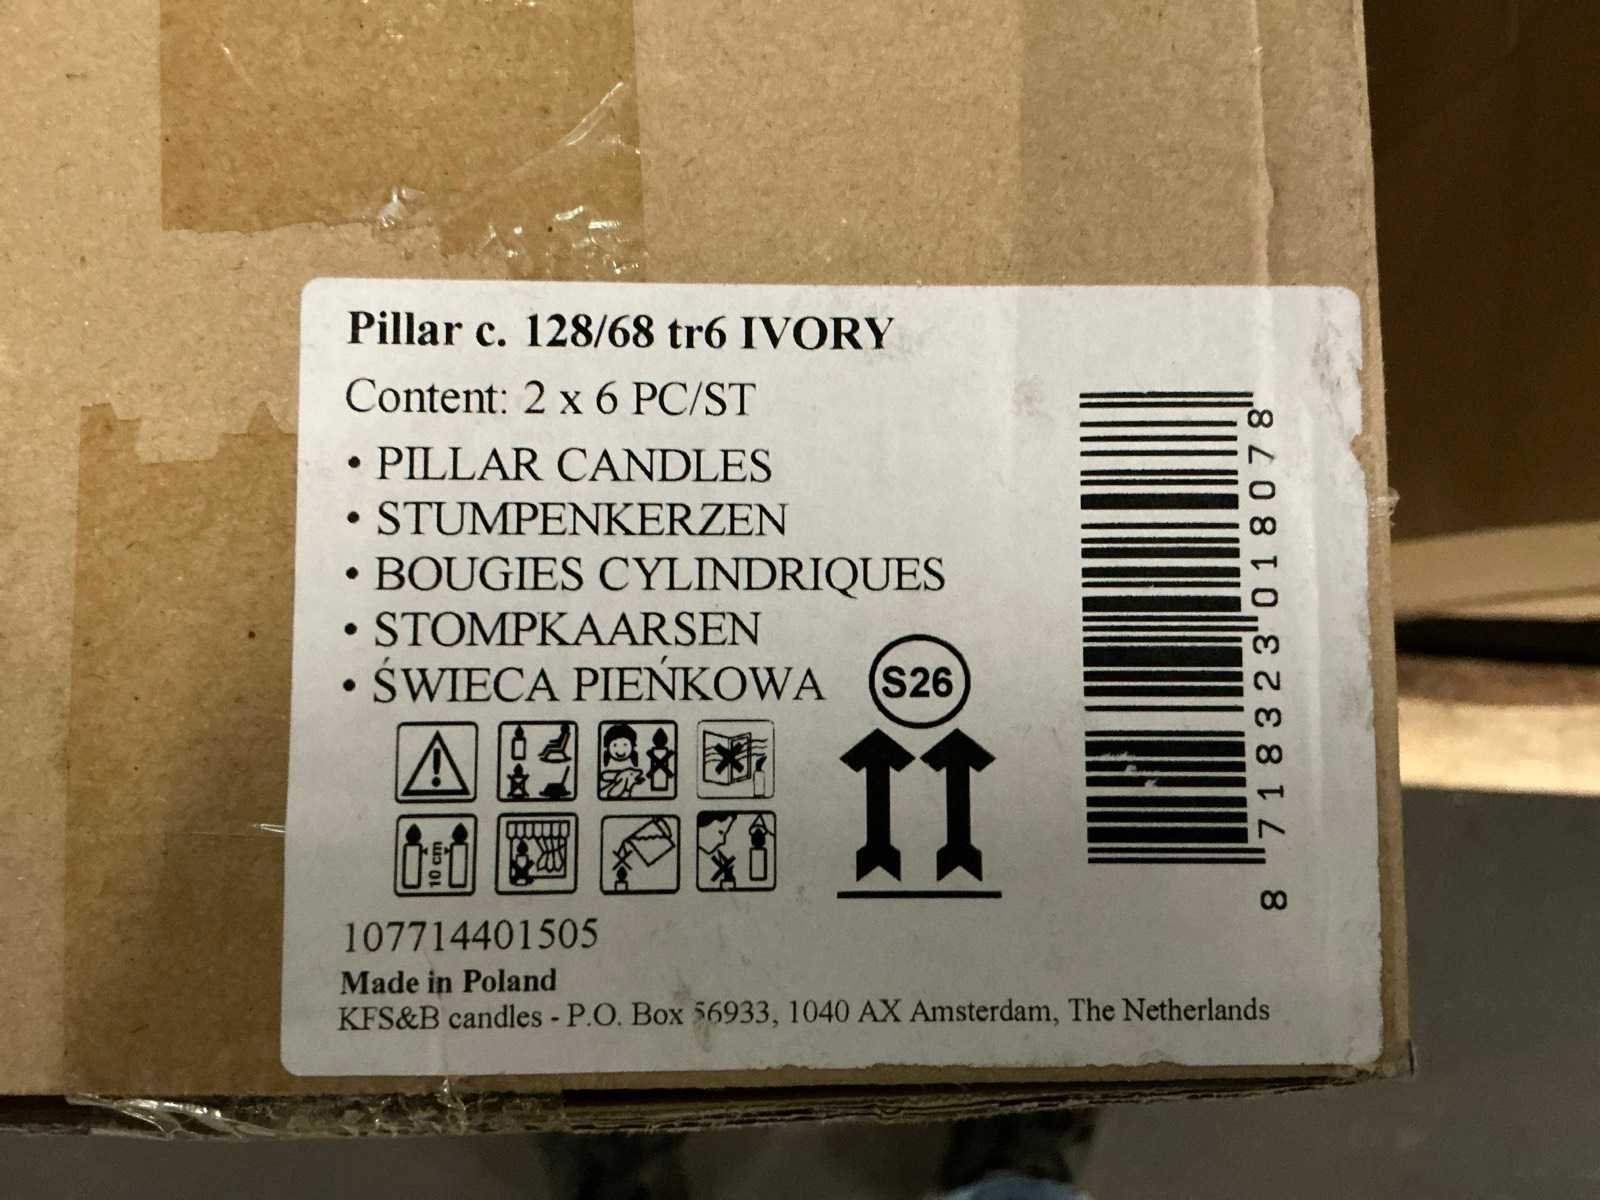 Pillar c. 128/68 tr6 IVORY
Content: 2 x 6 PC/ST
• PILLAR CANDLES
• STUMPENKERZEN
• BOUGIES CYLINDRIQUES
• STOMPKAARSEN
• ŚWIECA PIEŃKOWA
S26
10 cm
107714401505
Made in Poland
KFS&B candles - P.O. Box 56933, 1040 AX Amsterdam, The Netherlands
8 718323 018078